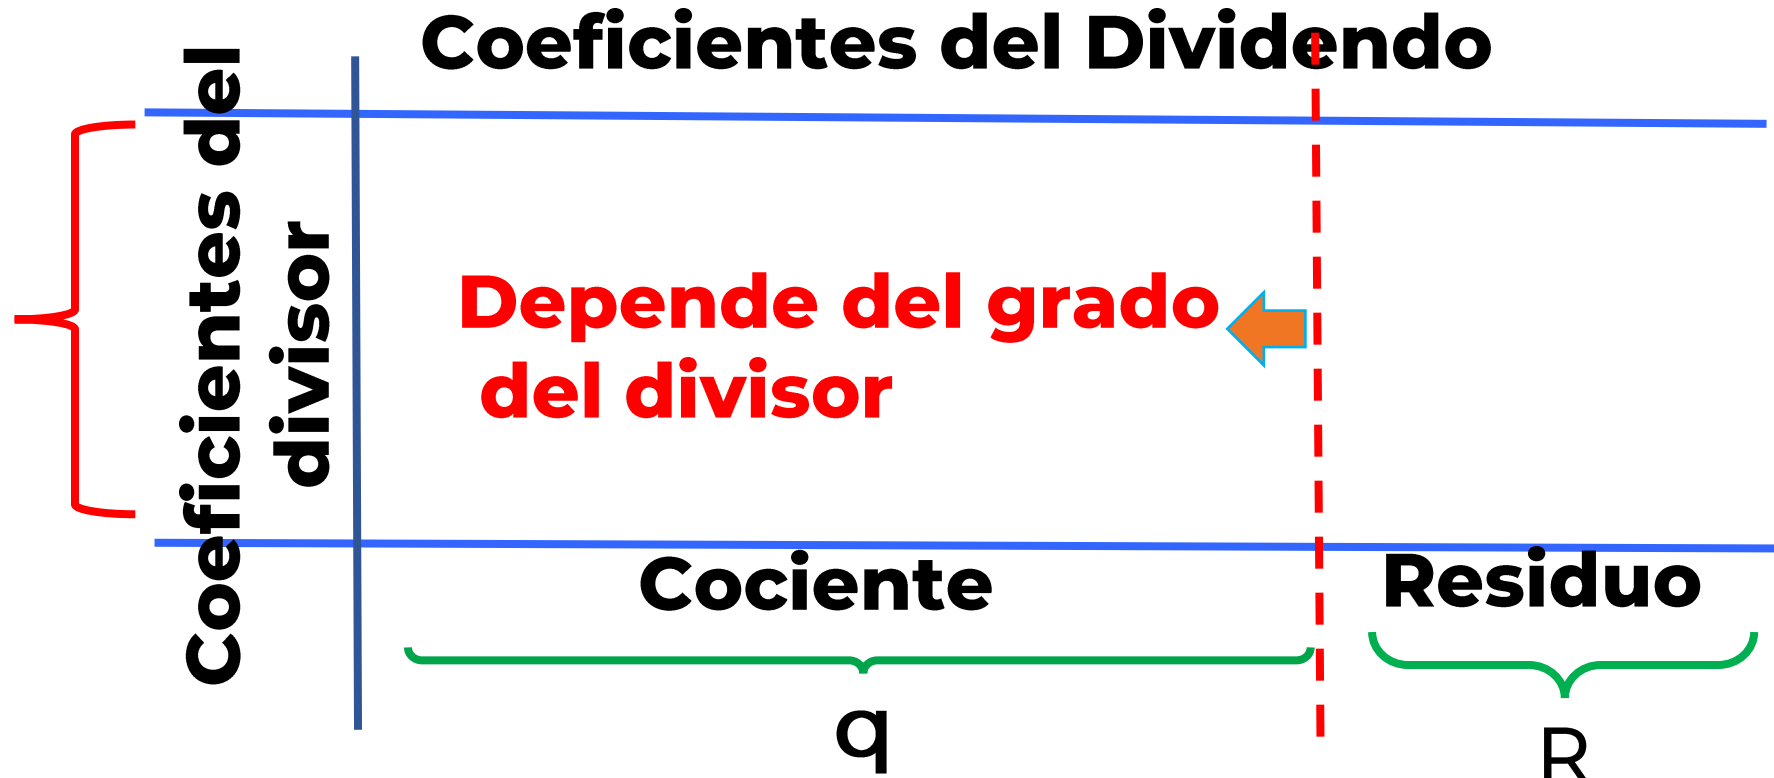 Coeficientes del Dividendo
Coeficientes del
divisor
Depende del grado
del divisor
Cociente
Residuo
q
R